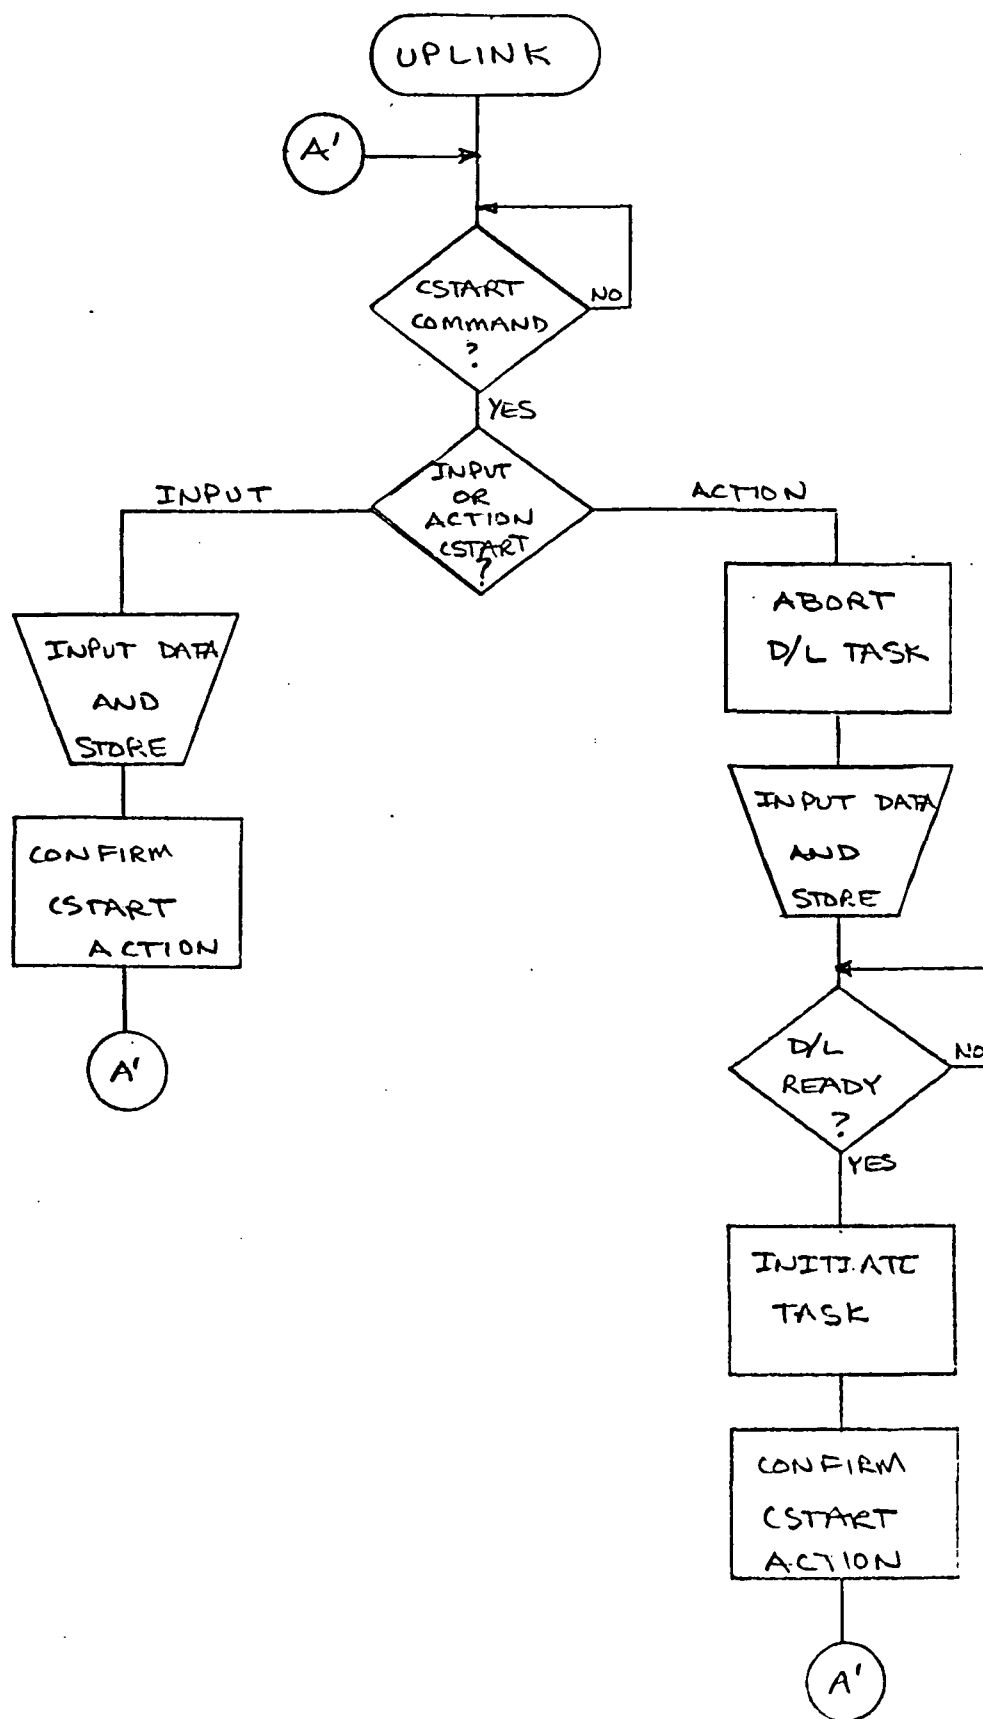 UPLINK
A'
CSTART
COMMAND
?
NO
YES
INPUT
OR
ACTION
CSTART
?
INPUT
ACTION
INPUT DATA
AND
STORE
CONFIRM
CSTART
ACTION
A'
ABORT
D/L TASK
INPUT DATA
AND
STORE
D/L
READY
?
NO
YES
INITIATE
TASK
CONFIRM
CSTART
ACTION
A'